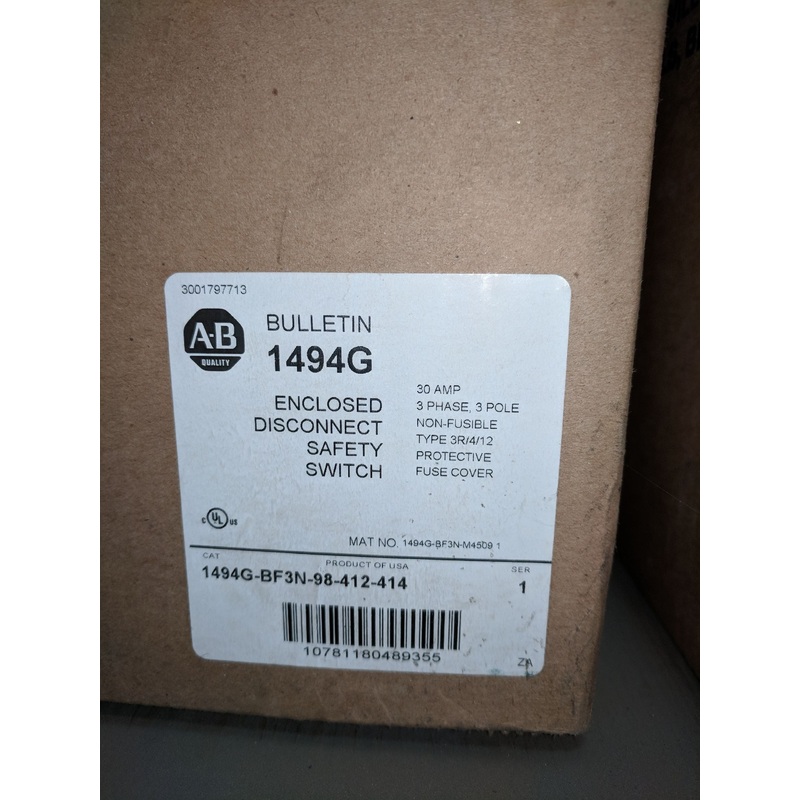 3001797713
A-B
QUALITY
BULLETIN
1494G
ENCLOSED
DISCONNECT
SAFETY
SWITCH
30 AMP
3 PHASE, 3 POLE
NON-FUSIBLE
TYPE 3R/4/12
PROTECTIVE
FUSE COVER
C UL US
MAT NO. 1494G-BF3N-M4509 1
CAT
PRODUCT OF USA
SER
1494G-BF3N-98-412-414
1
10781180489355
ZA